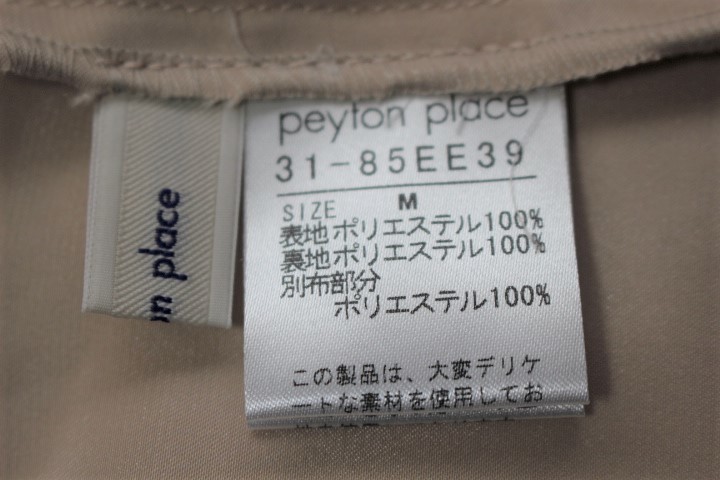 peyton place
31-85EE39
SIZE M
表地 ポリエステル100%
裏地 ポリエステル100%
別布部分
ポリエステル100%
この製品は、大変デリケ
ートな素材を使用してお
on place